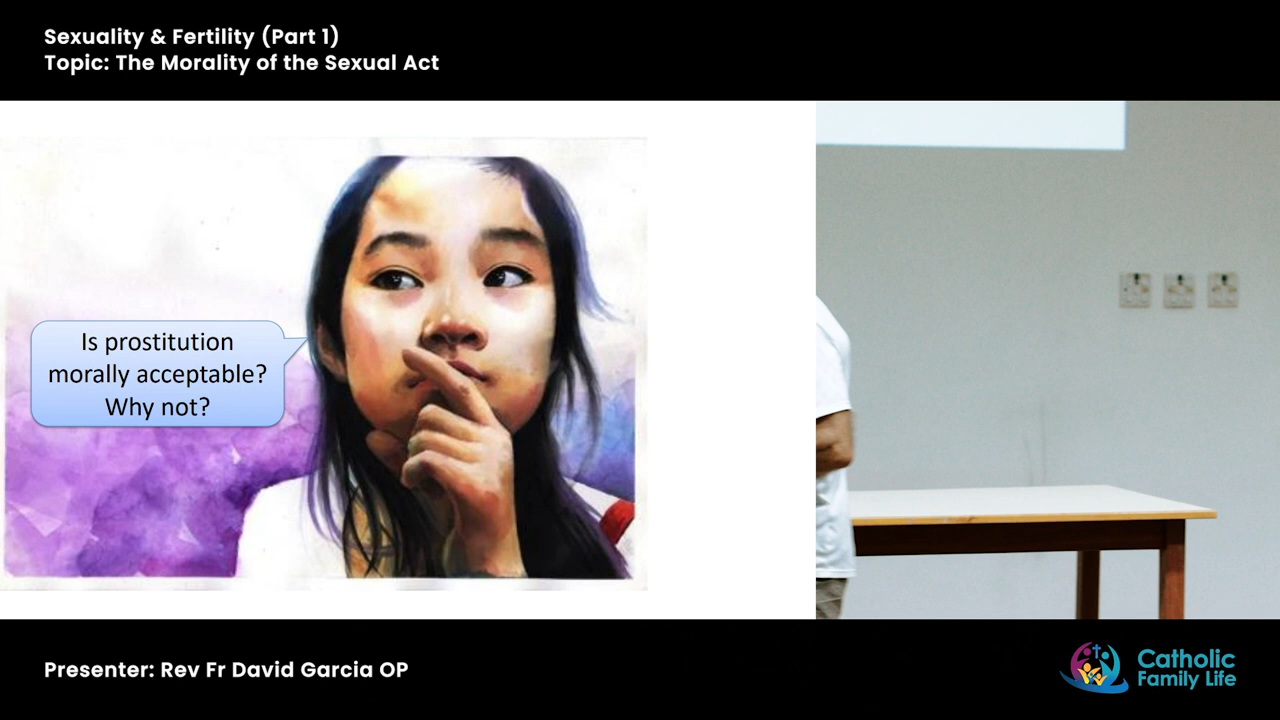 Sexuality & Fertility (Part 1)
Topic: The Morality of the Sexual Act
Is prostitution
morally acceptable?
Why not?
Presenter: Rev Fr David Garcia OP
Catholic
Family Life